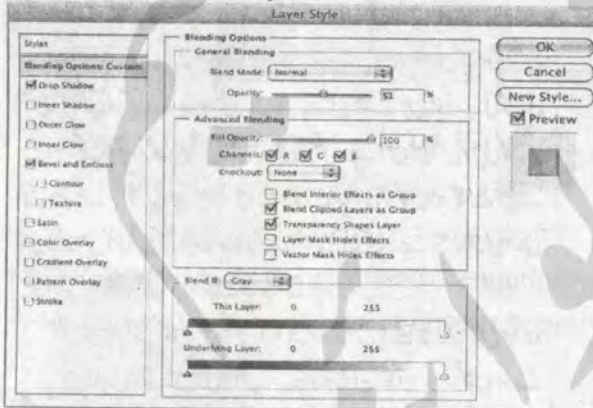 Layer Style
Styles
Blending Options: Custom
Drop Shadow
Inner Shadow
Outer Glow
Inner Glow
Bevel and Emboss
Contour
Texture
Satin
Color Overlay
Gradient Overlay
Pattern Overlay
Stroke
Blending Options
General Blending
Blend Mode: Normal
Opacity: 53 %
Advanced Blending
Fill Opacity: 100 %
Channels: R G B
Knockout: None
Blend Interior Effects as Group
Blend Clipped Layers as Group
Transparency Shapes Layer
Layer Mask Hides Effects
Vector Mask Hides Effects
Blend If: Gray
This Layer: 0 255
Underlying Layer: 0 255
OK
Cancel
New Style...
Preview